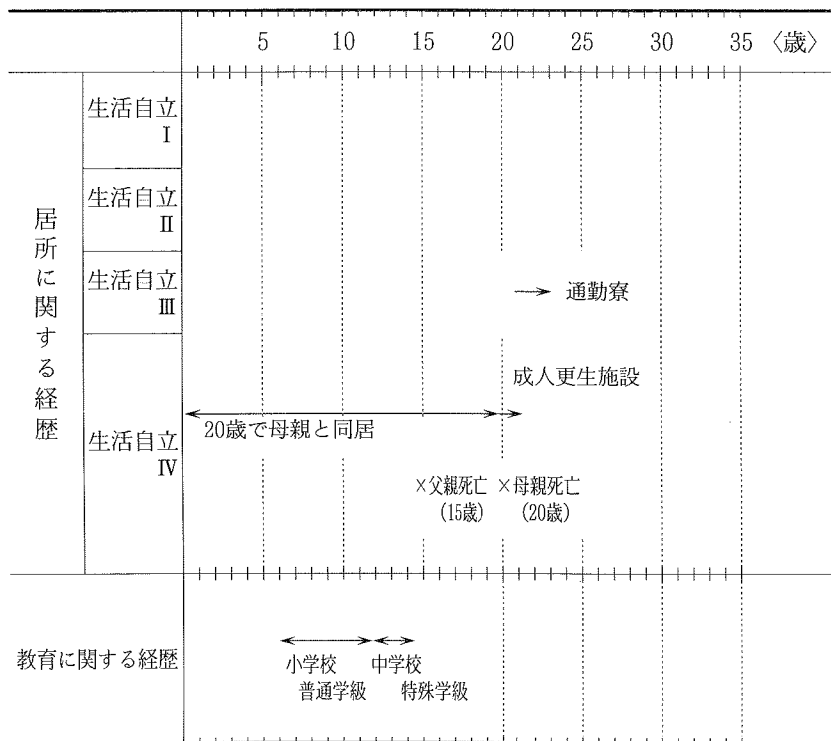 5 10 15 20 25 30 35 〈歳〉
居所に関する経歴
生活自立
Ⅰ
生活自立
Ⅱ
生活自立
Ⅲ
→ 通勤寮
生活自立
Ⅳ
成人更生施設
20歳で母親と同居
×父親死亡 ×母親死亡
(15歳) (20歳)
教育に関する経歴
小学校 中学校
普通学級 特殊学級